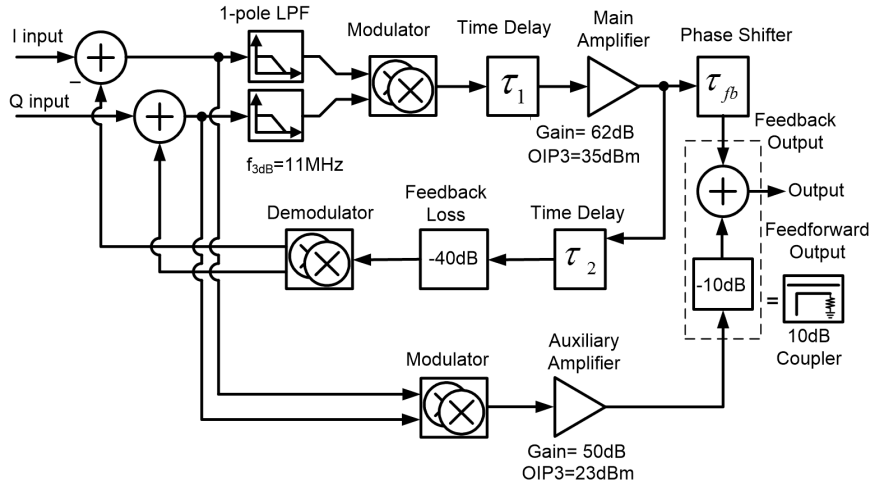 1-pole LPF
Modulator
Time Delay
Main
Amplifier
Phase Shifter
I input
+
−
τ1
τfb
Q input
+
Gain= 62dB
OIP3=35dBm
Feedback
Output
f3dB=11MHz
Demodulator
Feedback
Loss
Time Delay
+
Output
-40dB
τ2
Feedforward
Output
-10dB
=
10dB
Coupler
Modulator
Auxiliary
Amplifier
Gain= 50dB
OIP3=23dBm